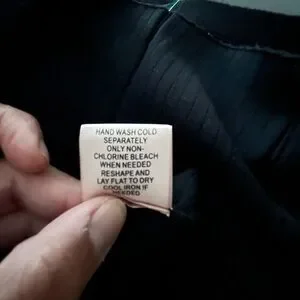 HAND WASH COLD
SEPARATELY
ONLY NON-
CHLORINE BLEACH
WHEN NEEDED
RESHAPE AND
LAY FLAT TO DRY
COOL IRON IF
NEEDED